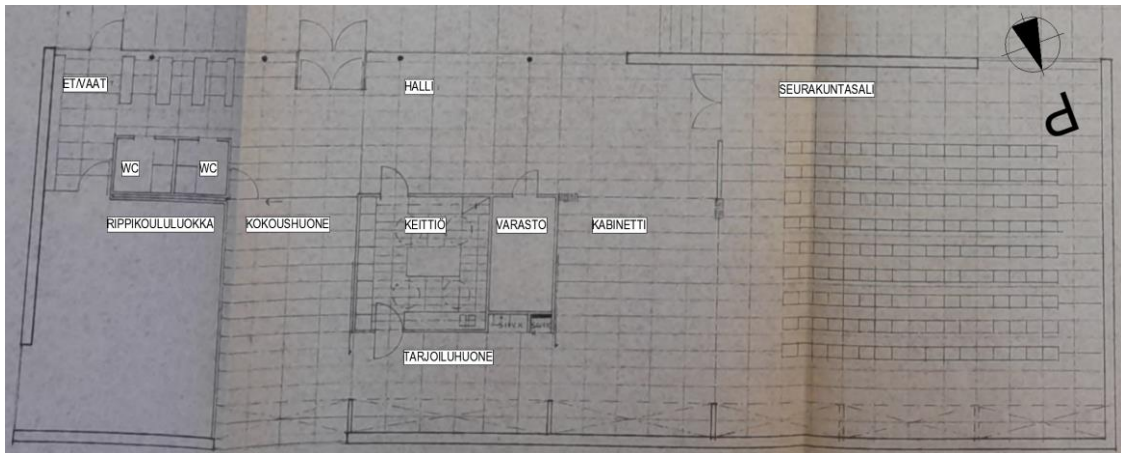 ET/VAAT
HALLI
SEURAKUNTASALI
P
WC
WC
RIPPIKOULULUOKKA
KOKOUSHUONE
KEITTIÖ
VARASTO
KABINETTI
TARJOILUHUONE